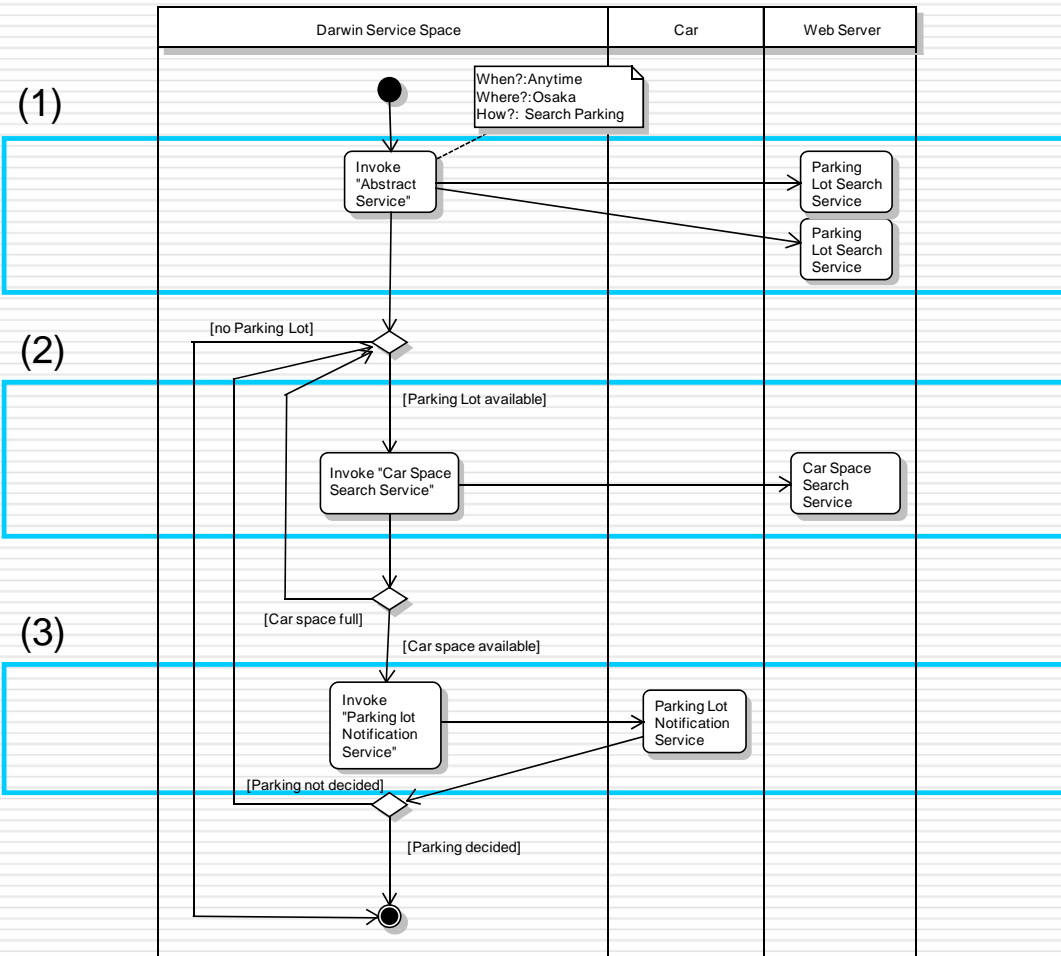 Darwin Service Space
Car
Web Server
(1)
When?:Anytime
Where?:Osaka
How?: Search Parking
Invoke
"Abstract
Service"
Parking
Lot Search
Service
Parking
Lot Search
Service
(2)
[no Parking Lot]
[Parking Lot available]
Invoke "Car Space
Search Service"
Car Space
Search
Service
(3)
[Car space full]
[Car space available]
Invoke
"Parking lot
Notification
Service"
Parking Lot
Notification
Service
[Parking not decided]
[Parking decided]